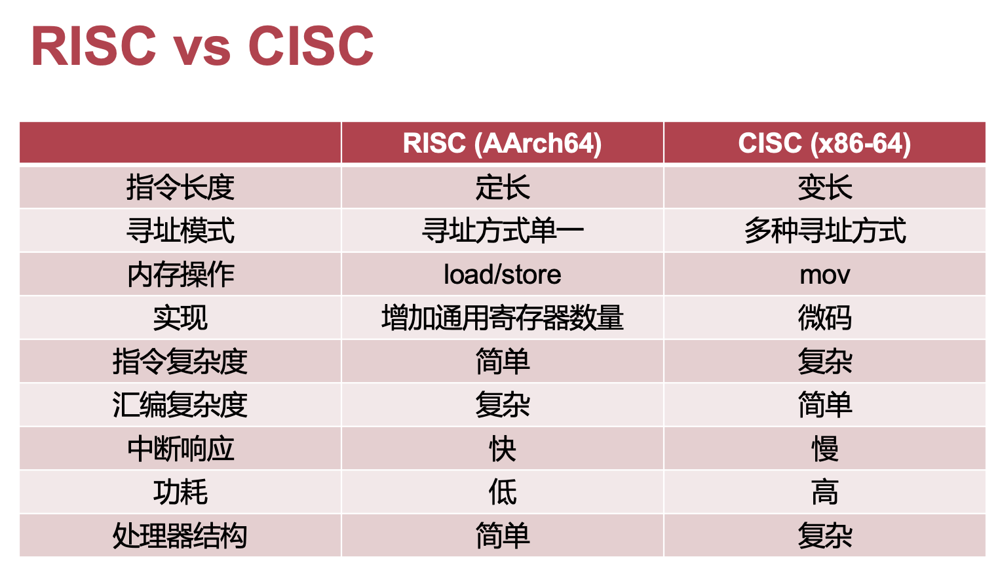 RISC vs CISC
RISC (AArch64) CISC (x86-64)
指令长度 定长 变长
寻址模式 寻址方式单一 多种寻址方式
内存操作 load/store mov
实现 增加通用寄存器数量 微码
指令复杂度 简单 复杂
汇编复杂度 复杂 简单
中断响应 快 慢
功耗 低 高
处理器结构 简单 复杂